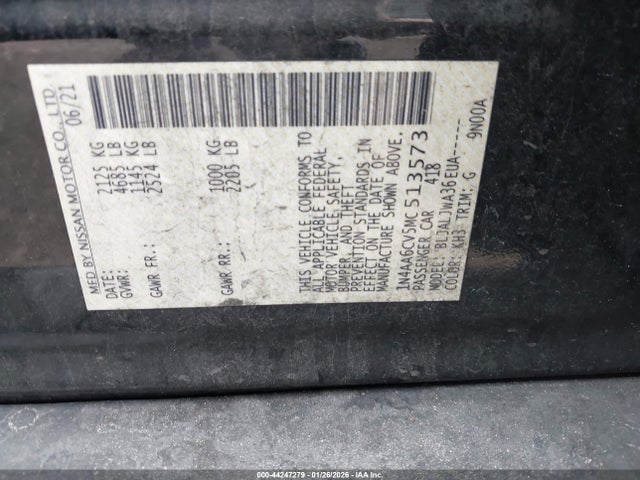 MFD BY NISSAN MOTOR CO., LTD.
DATE: 06/21
GVWR: 2125 KG
4685 LB
GAWR FR.: 1145 KG
2524 LB
GAWR RR.: 1000 KG
2205 LB
THIS VEHICLE CONFORMS TO
ALL APPLICABLE FEDERAL
MOTOR VEHICLE SAFETY,
BUMPER, AND THEFT
PREVENTION STANDARDS IN
EFFECT ON THE DATE OF
MANUFACTURE SHOWN ABOVE.
1N4AA6CV5MC513573
PASSENGER CAR 418
MODEL: BLJALJWA36EUA------
COLOR: KH3 TRIM: G 9N00A
000-44247279 - 01/26/2026 - IAA Inc.